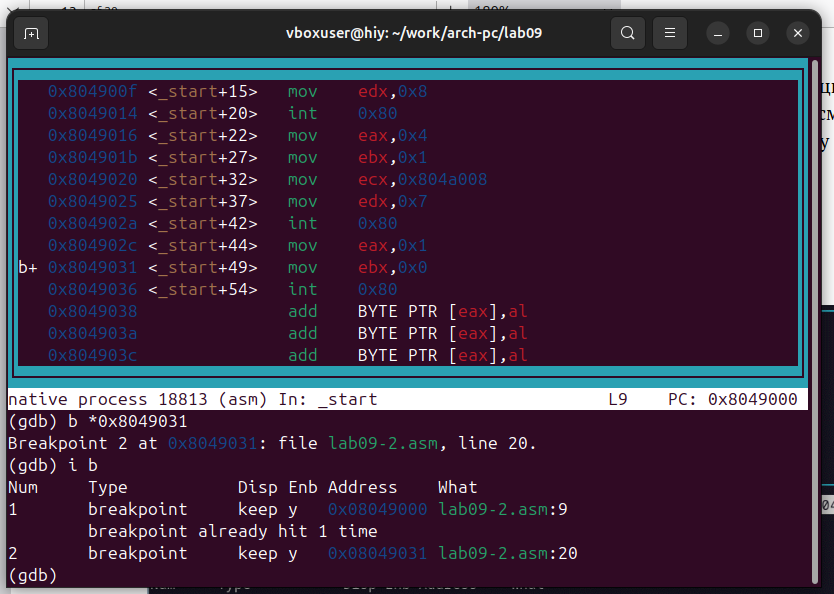 100%
vboxuser@hiy: ~/work/arch-pc/lab09
0x804900f <_start+15> mov edx,0x8
0x8049014 <_start+20> int 0x80
0x8049016 <_start+22> mov eax,0x4
0x804901b <_start+27> mov ebx,0x1
0x8049020 <_start+32> mov ecx,0x804a008
0x8049025 <_start+37> mov edx,0x7
0x804902a <_start+42> int 0x80
0x804902c <_start+44> mov eax,0x1
b+ 0x8049031 <_start+49> mov ebx,0x0
0x8049036 <_start+54> int 0x80
0x8049038 add BYTE PTR [eax],al
0x804903a add BYTE PTR [eax],al
0x804903c add BYTE PTR [eax],al
native process 18813 (asm) In: _start L9 PC: 0x8049000
(gdb) b *0x8049031
Breakpoint 2 at 0x8049031: file lab09-2.asm, line 20.
(gdb) i b
Num Type Disp Enb Address What
1 breakpoint keep y 0x08049000 lab09-2.asm:9
breakpoint already hit 1 time
2 breakpoint keep y 0x08049031 lab09-2.asm:20
(gdb)